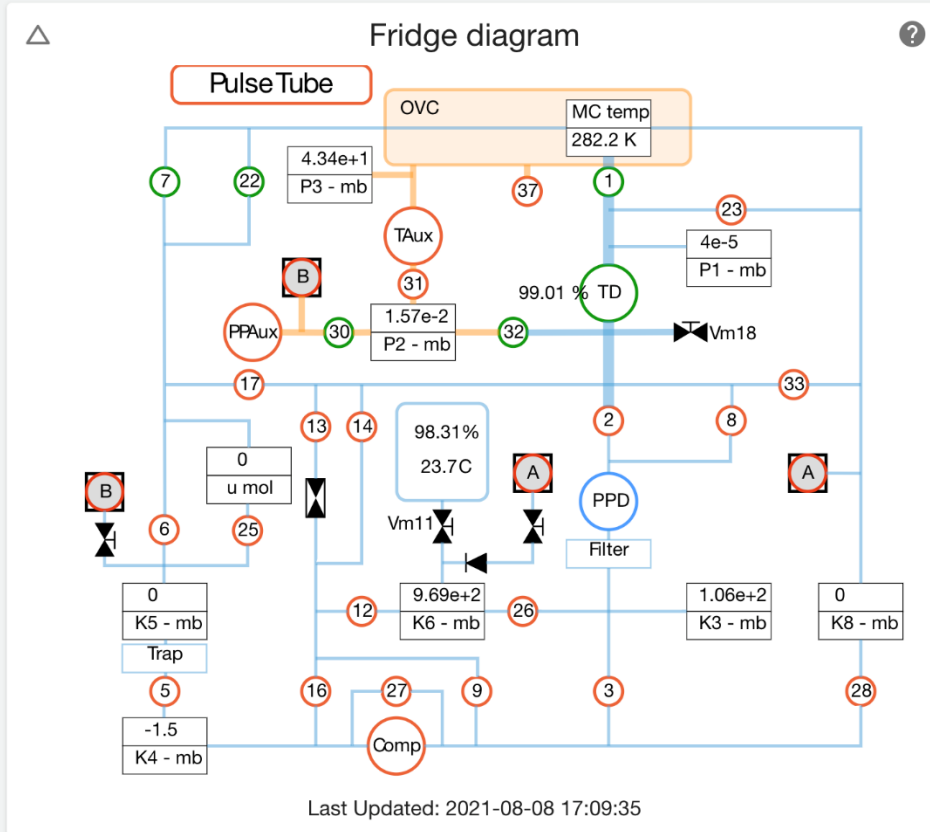 Fridge diagram
?
PulseTube
OVC
MC temp
282.2 K
4.34e+1
P3 - mb
7
22
37
1
23
TAux
4e-5
P1 - mb
B
31
99.01 %
TD
1.57e-2
P2 - mb
PPAux
30
32
Vm18
17
33
13
14
2
8
98.31%
23.7C
0
u mol
A
A
B
Vm11
PPD
6
25
Filter
0
K5 - mb
12
9.69e+2
K6 - mb
26
1.06e+2
K3 - mb
0
K8 - mb
Trap
5
16
27
9
3
28
-1.5
K4 - mb
Comp
Last Updated: 2021-08-08 17:09:35